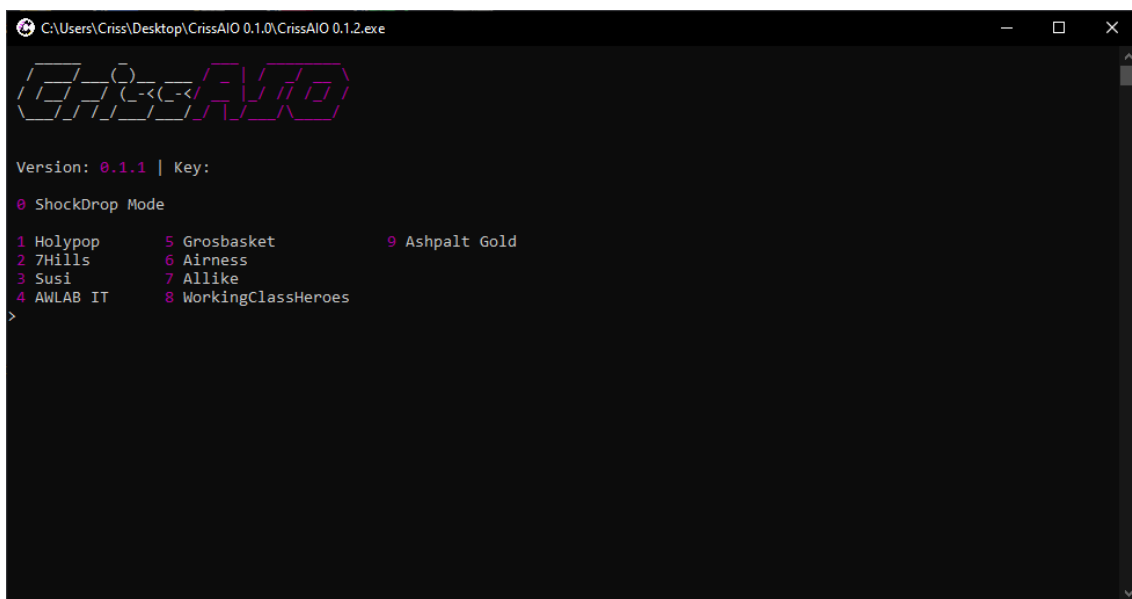 C:\Users\Criss\Desktop\CrissAIO 0.1.0\CrissAIO 0.1.2.exe
CrissAIO
Version: 0.1.1 | Key:
0 ShockDrop Mode
1 Holypop 5 Grosbasket 9 Ashpalt Gold
2 7Hills 6 Airness
3 Susi 7 Allike
4 AWLAB IT 8 WorkingClassHeroes
>